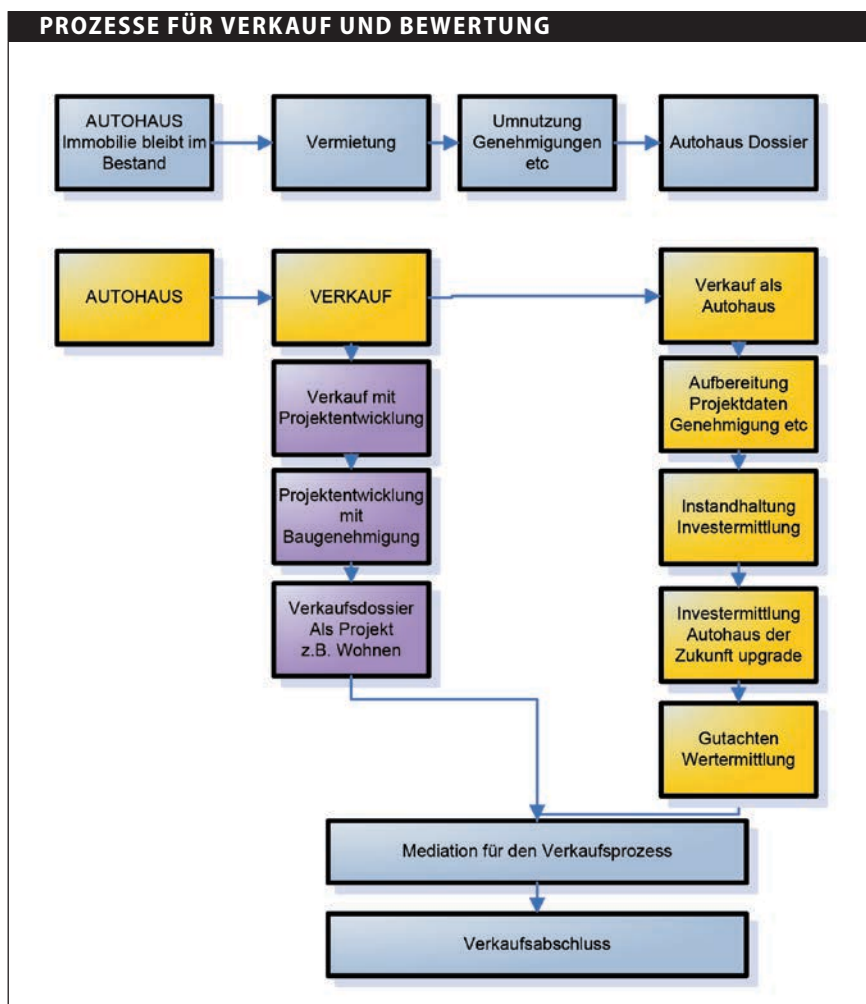 PROZESSE FÜR VERKAUF UND BEWERTUNG
AUTOHAUS
Immobilie bleibt im
Bestand
Vermietung
Umnutzung
Genehmigungen
etc
Autohaus Dossier
AUTOHAUS
VERKAUF
Verkauf als
Autohaus
Verkauf mit
Projektentwicklung
Aufbereitung
Projektdaten
Genehmigung etc
Projektentwicklung
mit
Baugenehmigung
Instandhaltung
Investermittlung
Verkaufsdossier
Als Projekt
z.B. Wohnen
Investermittlung
Autohaus der
Zukunft upgrade
Gutachten
Wertermittlung
Mediation für den Verkaufsprozess
Verkaufsabschluss